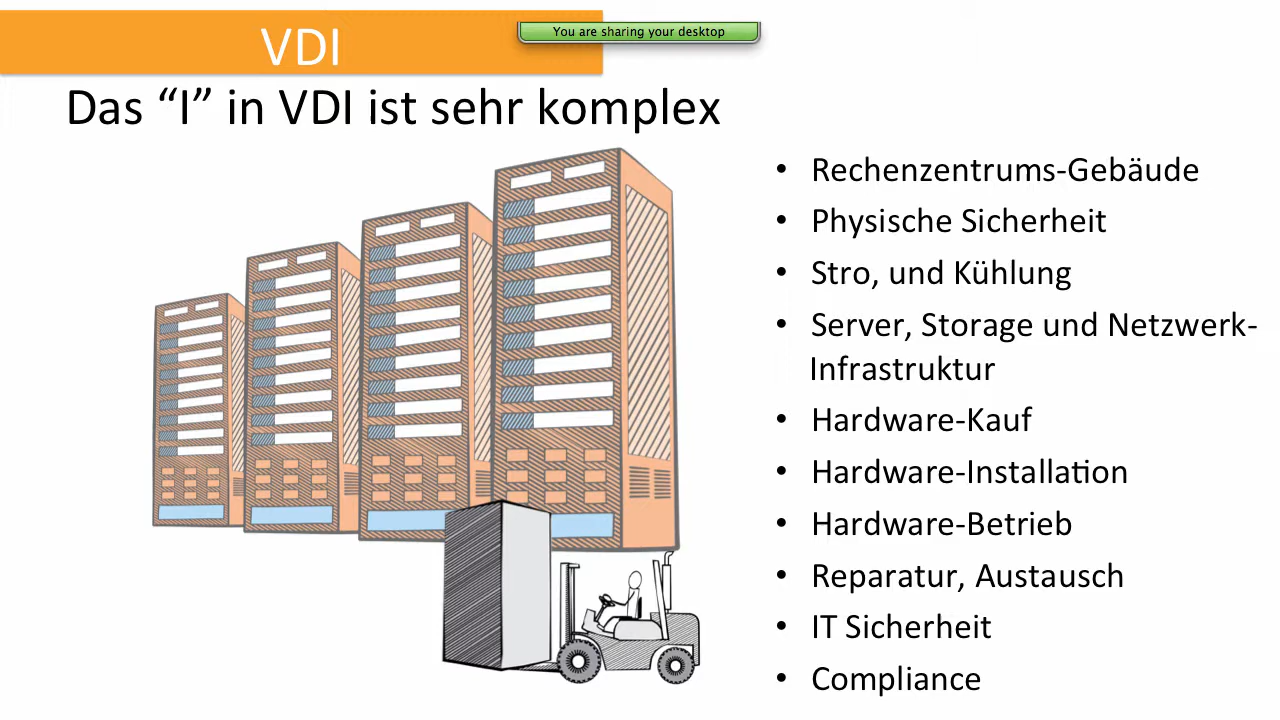 VDI
You are sharing your desktop
Das “I” in VDI ist sehr komplex
• Rechenzentrums-Gebäude
• Physische Sicherheit
• Stro, und Kühlung
• Server, Storage und Netzwerk-
Infrastruktur
• Hardware-Kauf
• Hardware-Installation
• Hardware-Betrieb
• Reparatur, Austausch
• IT Sicherheit
• Compliance